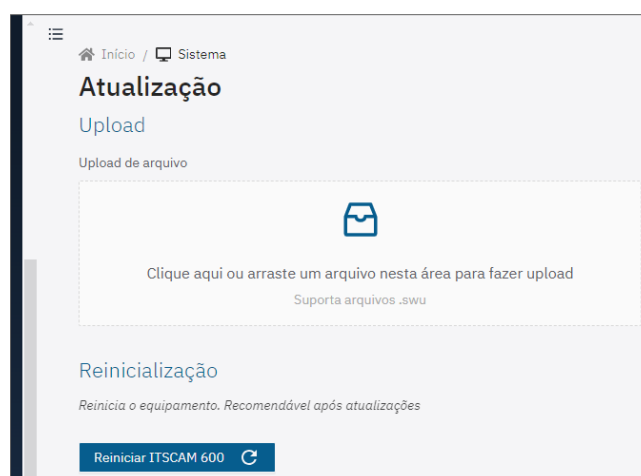 Início / Sistema
Atualização
Upload
Upload de arquivo
Clique aqui ou arraste um arquivo nesta área para fazer upload
Suporta arquivos .swu
Reinicialização
Reinicia o equipamento. Recomendável após atualizações
Reiniciar ITSCAM 600